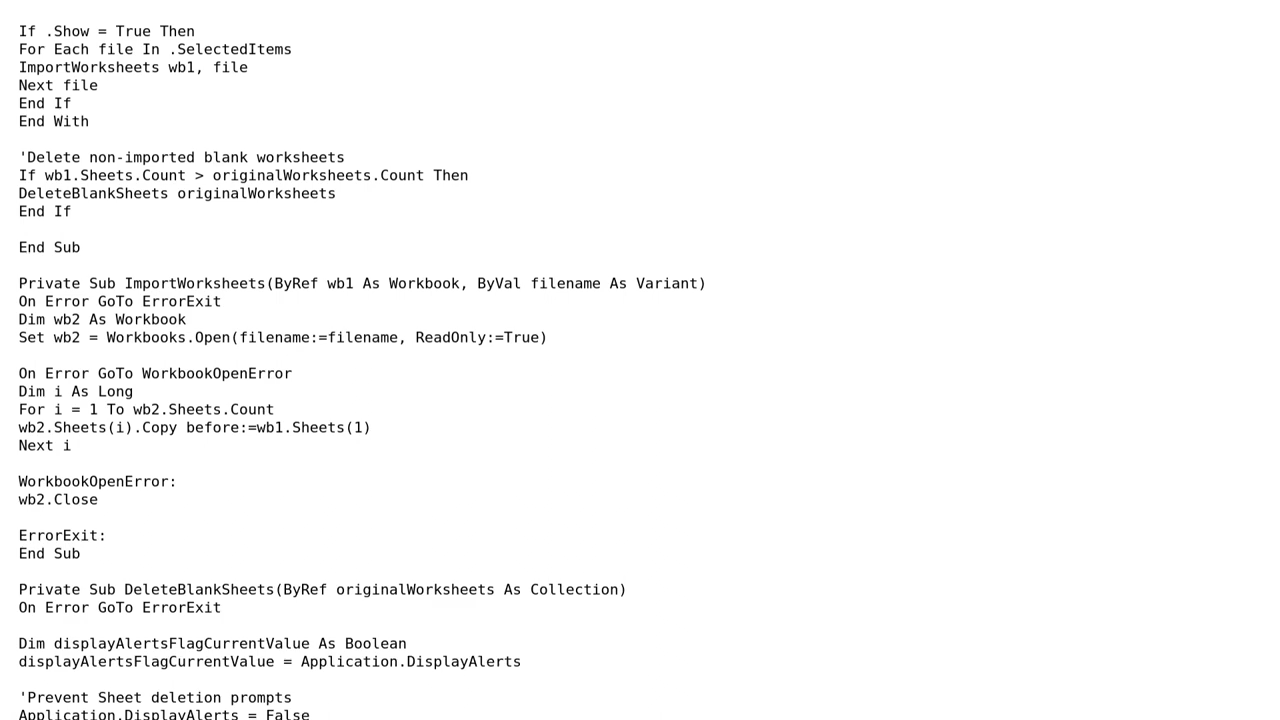 If .Show = True Then
For Each file In .SelectedItems
ImportWorksheets wb1, file
Next file
End If
End With
'Delete non-imported blank worksheets
If wb1.Sheets.Count > originalWorksheets.Count Then
DeleteBlankSheets originalWorksheets
End If
End Sub
Private Sub ImportWorksheets(ByRef wb1 As Workbook, ByVal filename As Variant)
On Error GoTo ErrorExit
Dim wb2 As Workbook
Set wb2 = Workbooks.Open(filename:=filename, ReadOnly:=True)
On Error GoTo WorkbookOpenError
Dim i As Long
For i = 1 To wb2.Sheets.Count
wb2.Sheets(i).Copy before:=wb1.Sheets(1)
Next i
WorkbookOpenError:
wb2.Close
ErrorExit:
End Sub
Private Sub DeleteBlankSheets(ByRef originalWorksheets As Collection)
On Error GoTo ErrorExit
Dim displayAlertsFlagCurrentValue As Boolean
displayAlertsFlagCurrentValue = Application.DisplayAlerts
'Prevent Sheet deletion prompts
Application.DisplayAlerts = False